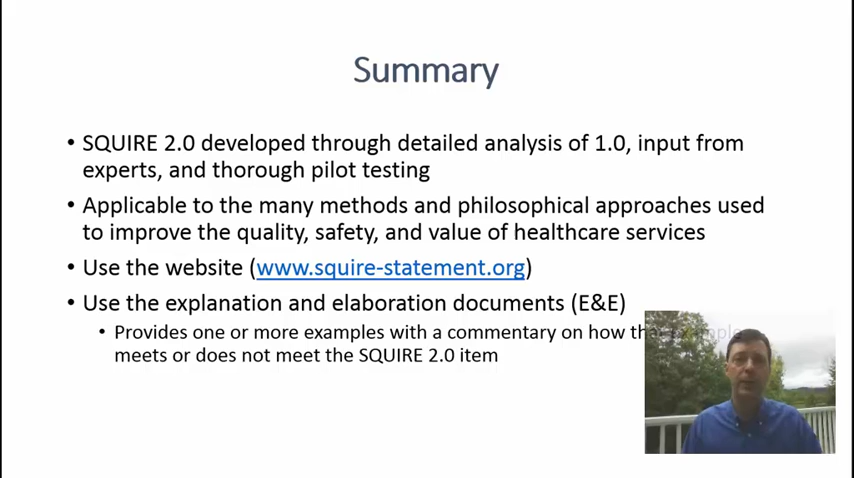 Summary
• SQUIRE 2.0 developed through detailed analysis of 1.0, input from
experts, and thorough pilot testing
• Applicable to the many methods and philosophical approaches used
to improve the quality, safety, and value of healthcare services
• Use the website (www.squire-statement.org)
• Use the explanation and elaboration documents (E&E)
• Provides one or more examples with a commentary on how that example
meets or does not meet the SQUIRE 2.0 item